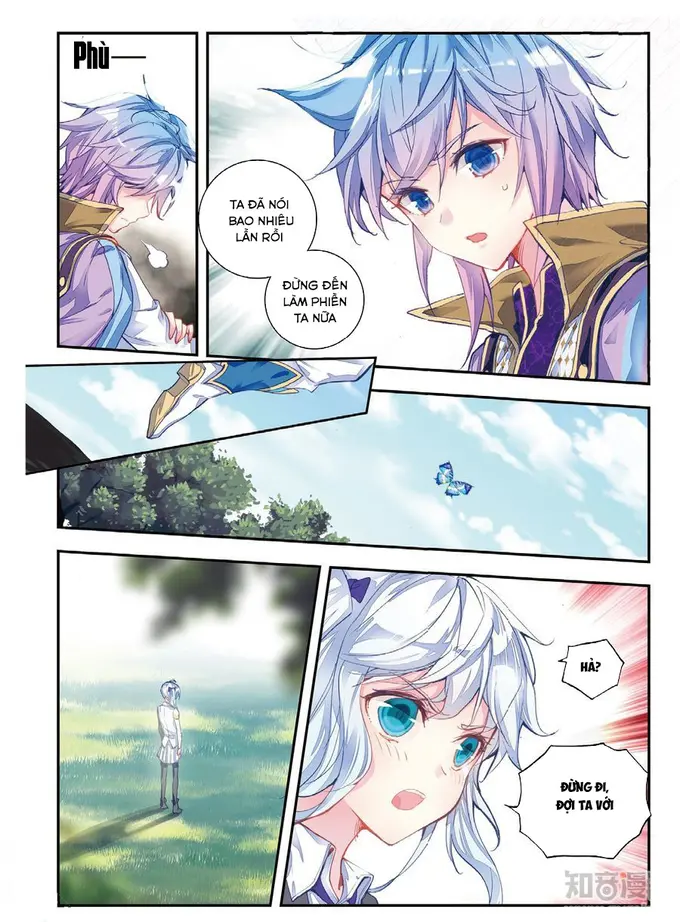 Phù—
TA ĐÃ NÓI
BAO NHIÊU
LẦN RỒI
ĐỪNG ĐẾN
LÀM PHIỀN
TA NỮA
HẢ?
ĐỪNG ĐI,
ĐỢI TA VỚI
知音漫